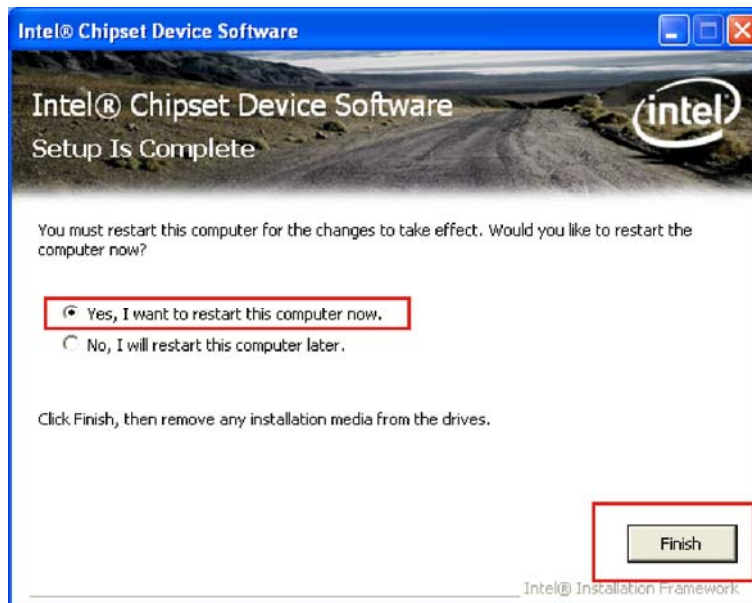 Intel® Chipset Device Software
Intel® Chipset Device Software
Setup Is Complete
intel
You must restart this computer for the changes to take effect. Would you like to restart the
computer now?
Yes, I want to restart this computer now.
No, I will restart this computer later.
Click Finish, then remove any installation media from the drives.
Finish
Intel® Installation Framework